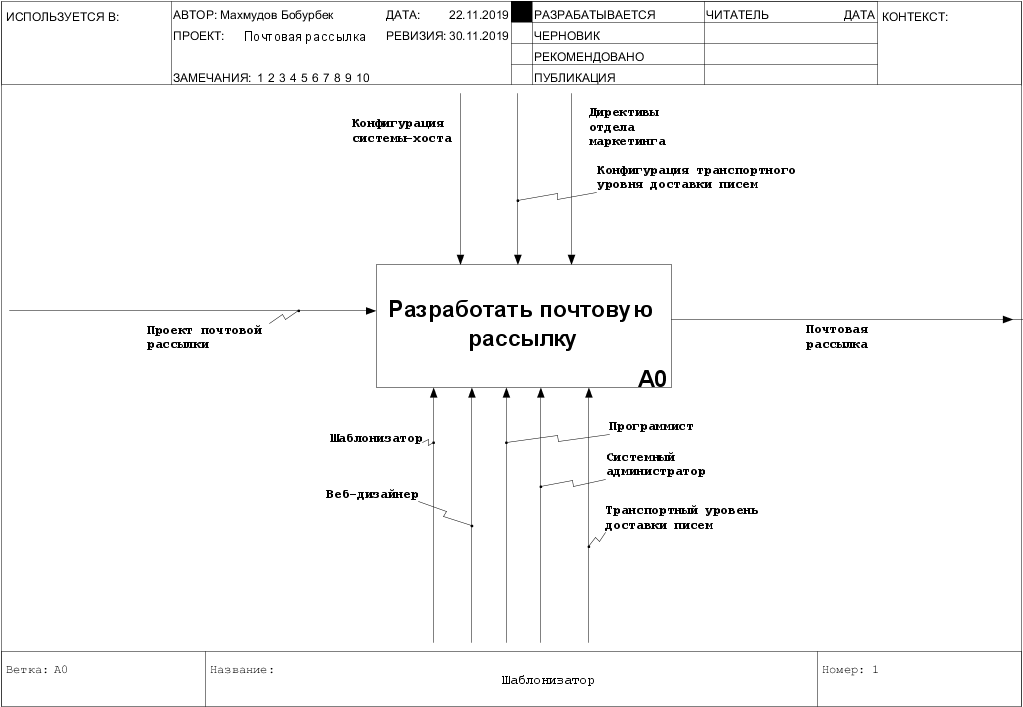 ИСПОЛЬЗУЕТСЯ В:
АВТОР: Махмудов Бобурбек
ДАТА: 22.11.2019
РАЗРАБАТЫВАЕТСЯ
ЧИТАТЕЛЬ
ДАТА
КОНТЕКСТ:
ПРОЕКТ: Почтовая рассылка
РЕВИЗИЯ: 30.11.2019
ЧЕРНОВИК
РЕКОМЕНДОВАНО
ЗАМЕЧАНИЯ: 1 2 3 4 5 6 7 8 9 10
ПУБЛИКАЦИЯ
Конфигурация
системы-хоста
Директивы
отдела
маркетинга
Конфигурация транспортного
уровня доставки писем
Разработать почтовую
рассылку
A0
Проект почтовой
рассылки
Почтовая
рассылка
Шаблонизатор
Программист
Системный
администратор
Веб-дизайнер
Транспортный уровень
доставки писем
Ветка: A0
Название:
Шаблонизатор
Номер: 1